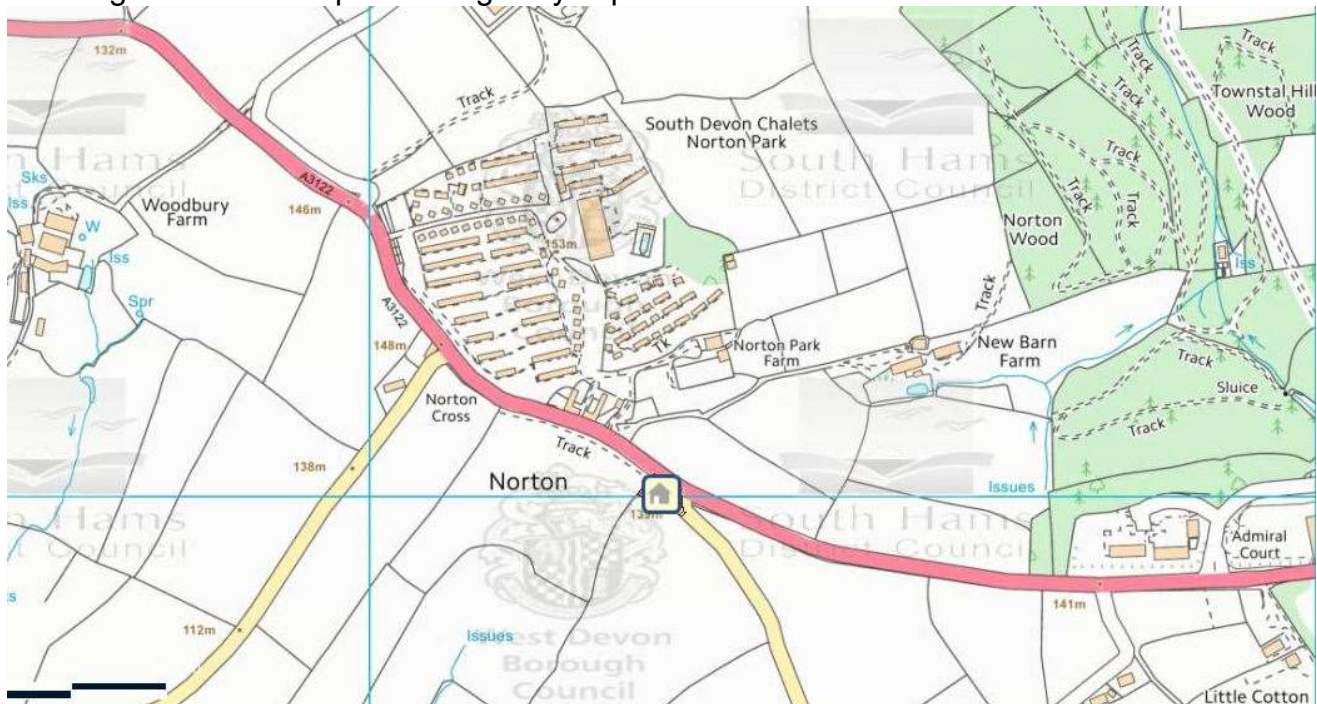 132m
Track
Track
Townstal Hill
Wood
South Devon Chalets
Norton Park
Track
Track
A3122
Sks
Iss
Woodbury
Farm
146m
W
Iss
153m
Norton
Wood
Track
Track
Iss
Spr
A3122
Track
148m
TK
Norton Park
Farm
New Barn
Farm
Track
Sluice
Norton
Cross
Track
Track
138m
Norton
Issues
139m
Admiral
Court
141m
112m
Issues
Little Cotton
South Hams
District Council
West Devon
Borough
Council